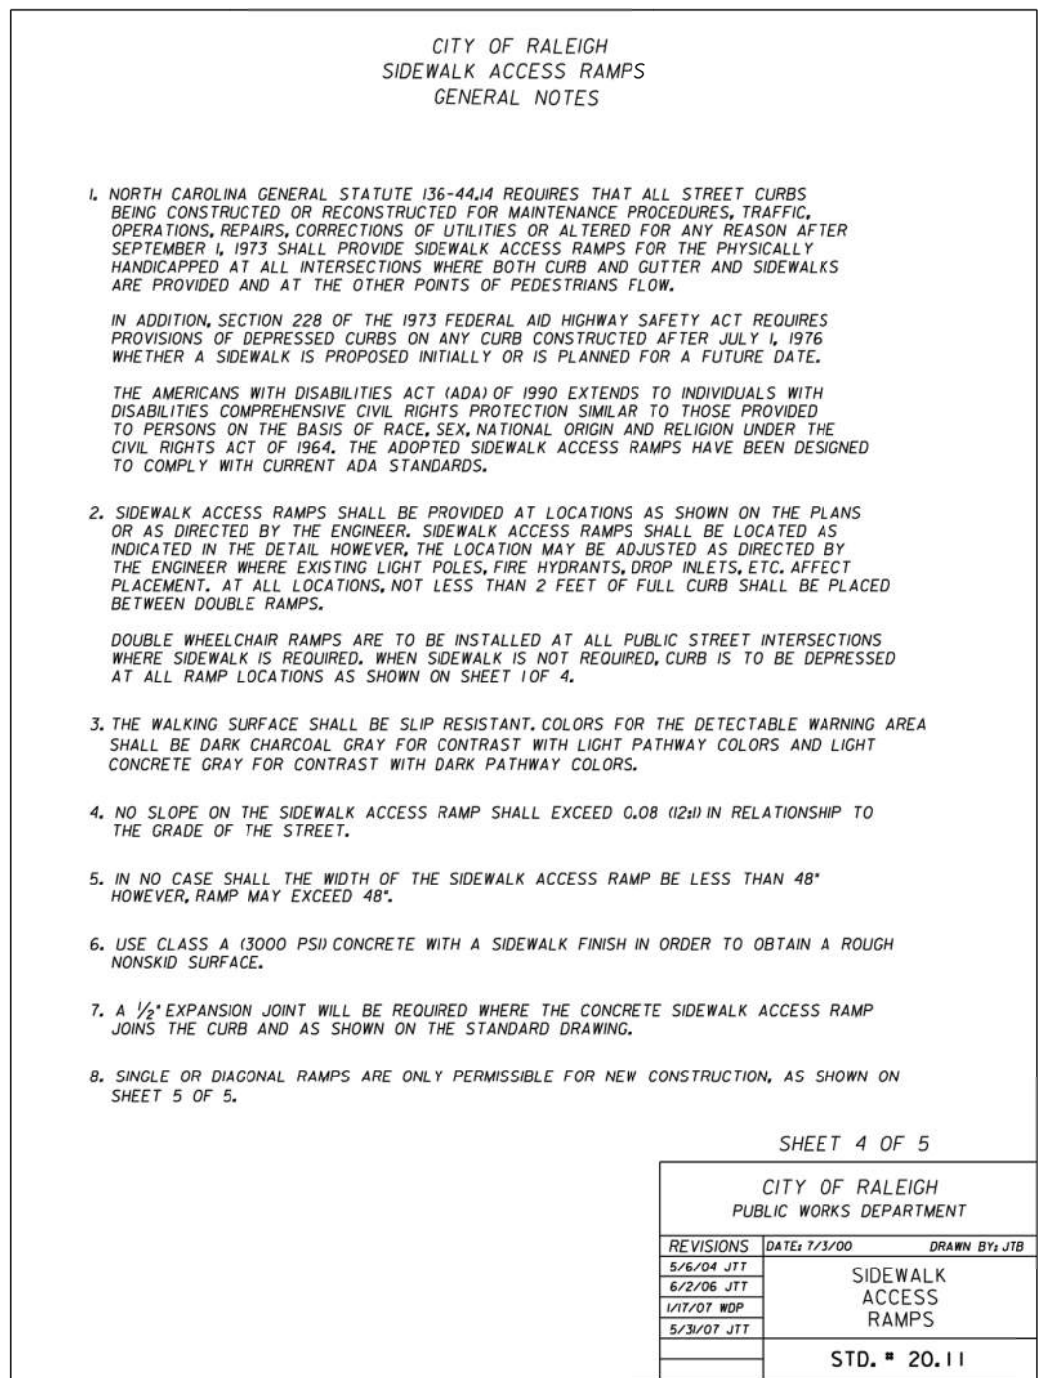 CITY OF RALEIGH
SIDEWALK ACCESS RAMPS
GENERAL NOTES
1. NORTH CAROLINA GENERAL STATUTE 136-44.14 REQUIRES THAT ALL STREET CURBS
BEING CONSTRUCTED OR RECONSTRUCTED FOR MAINTENANCE PROCEDURES, TRAFFIC,
OPERATIONS, REPAIRS, CORRECTIONS OF UTILITIES OR ALTERED FOR ANY REASON AFTER
SEPTEMBER 1, 1973 SHALL PROVIDE SIDEWALK ACCESS RAMPS FOR THE PHYSICALLY
HANDICAPPED AT ALL INTERSECTIONS WHERE BOTH CURB AND GUTTER AND SIDEWALKS
ARE PROVIDED AND AT THE OTHER POINTS OF PEDESTRIANS FLOW.
IN ADDITION, SECTION 228 OF THE 1973 FEDERAL AID HIGHWAY SAFETY ACT REQUIRES
PROVISIONS OF DEPRESSED CURBS ON ANY CURB CONSTRUCTED AFTER JULY 1, 1976
WHETHER A SIDEWALK IS PROPOSED INITIALLY OR IS PLANNED FOR A FUTURE DATE.
THE AMERICANS WITH DISABILITIES ACT (ADA) OF 1990 EXTENDS TO INDIVIDUALS WITH
DISABILITIES COMPREHENSIVE CIVIL RIGHTS PROTECTION SIMILAR TO THOSE PROVIDED
TO PERSONS ON THE BASIS OF RACE, SEX, NATIONAL ORIGIN AND RELIGION UNDER THE
CIVIL RIGHTS ACT OF 1964. THE ADOPTED SIDEWALK ACCESS RAMPS HAVE BEEN DESIGNED
TO COMPLY WITH CURRENT ADA STANDARDS.
2. SIDEWALK ACCESS RAMPS SHALL BE PROVIDED AT LOCATIONS AS SHOWN ON THE PLANS
OR AS DIRECTED BY THE ENGINEER. SIDEWALK ACCESS RAMPS SHALL BE LOCATED AS
INDICATED IN THE DETAIL HOWEVER, THE LOCATION MAY BE ADJUSTED AS DIRECTED BY
THE ENGINEER WHERE EXISTING LIGHT POLES, FIRE HYDRANTS, DROP INLETS, ETC. AFFECT
PLACEMENT. AT ALL LOCATIONS, NOT LESS THAN 2 FEET OF FULL CURB SHALL BE PLACED
BETWEEN DOUBLE RAMPS.
DOUBLE WHEELCHAIR RAMPS ARE TO BE INSTALLED AT ALL PUBLIC STREET INTERSECTIONS
WHERE SIDEWALK IS REQUIRED. WHEN SIDEWALK IS NOT REQUIRED, CURB IS TO BE DEPRESSED
AT ALL RAMP LOCATIONS AS SHOWN ON SHEET 1 OF 4.
3. THE WALKING SURFACE SHALL BE SLIP RESISTANT. COLORS FOR THE DETECTABLE WARNING AREA
SHALL BE DARK CHARCOAL GRAY FOR CONTRAST WITH LIGHT PATHWAY COLORS AND LIGHT
CONCRETE GRAY FOR CONTRAST WITH DARK PATHWAY COLORS.
4. NO SLOPE ON THE SIDEWALK ACCESS RAMP SHALL EXCEED 0.08 (12:1) IN RELATIONSHIP TO
THE GRADE OF THE STREET.
5. IN NO CASE SHALL THE WIDTH OF THE SIDEWALK ACCESS RAMP BE LESS THAN 48"
HOWEVER, RAMP MAY EXCEED 48".
6. USE CLASS A (3000 PSI) CONCRETE WITH A SIDEWALK FINISH IN ORDER TO OBTAIN A ROUGH
NONSKID SURFACE.
7. A 1/2" EXPANSION JOINT WILL BE REQUIRED WHERE THE CONCRETE SIDEWALK ACCESS RAMP
JOINS THE CURB AND AS SHOWN ON THE STANDARD DRAWING.
8. SINGLE OR DIAGONAL RAMPS ARE ONLY PERMISSIBLE FOR NEW CONSTRUCTION, AS SHOWN ON
SHEET 5 OF 5.
SHEET 4 OF 5
CITY OF RALEIGH
PUBLIC WORKS DEPARTMENT
REVISIONS DATE: 7/3/00 DRAWN BY: JTB
5/6/04 JTT
6/2/06 JTT
1/17/07 WDP
5/31/07 JTT
SIDEWALK
ACCESS
RAMPS
STD. # 20.11